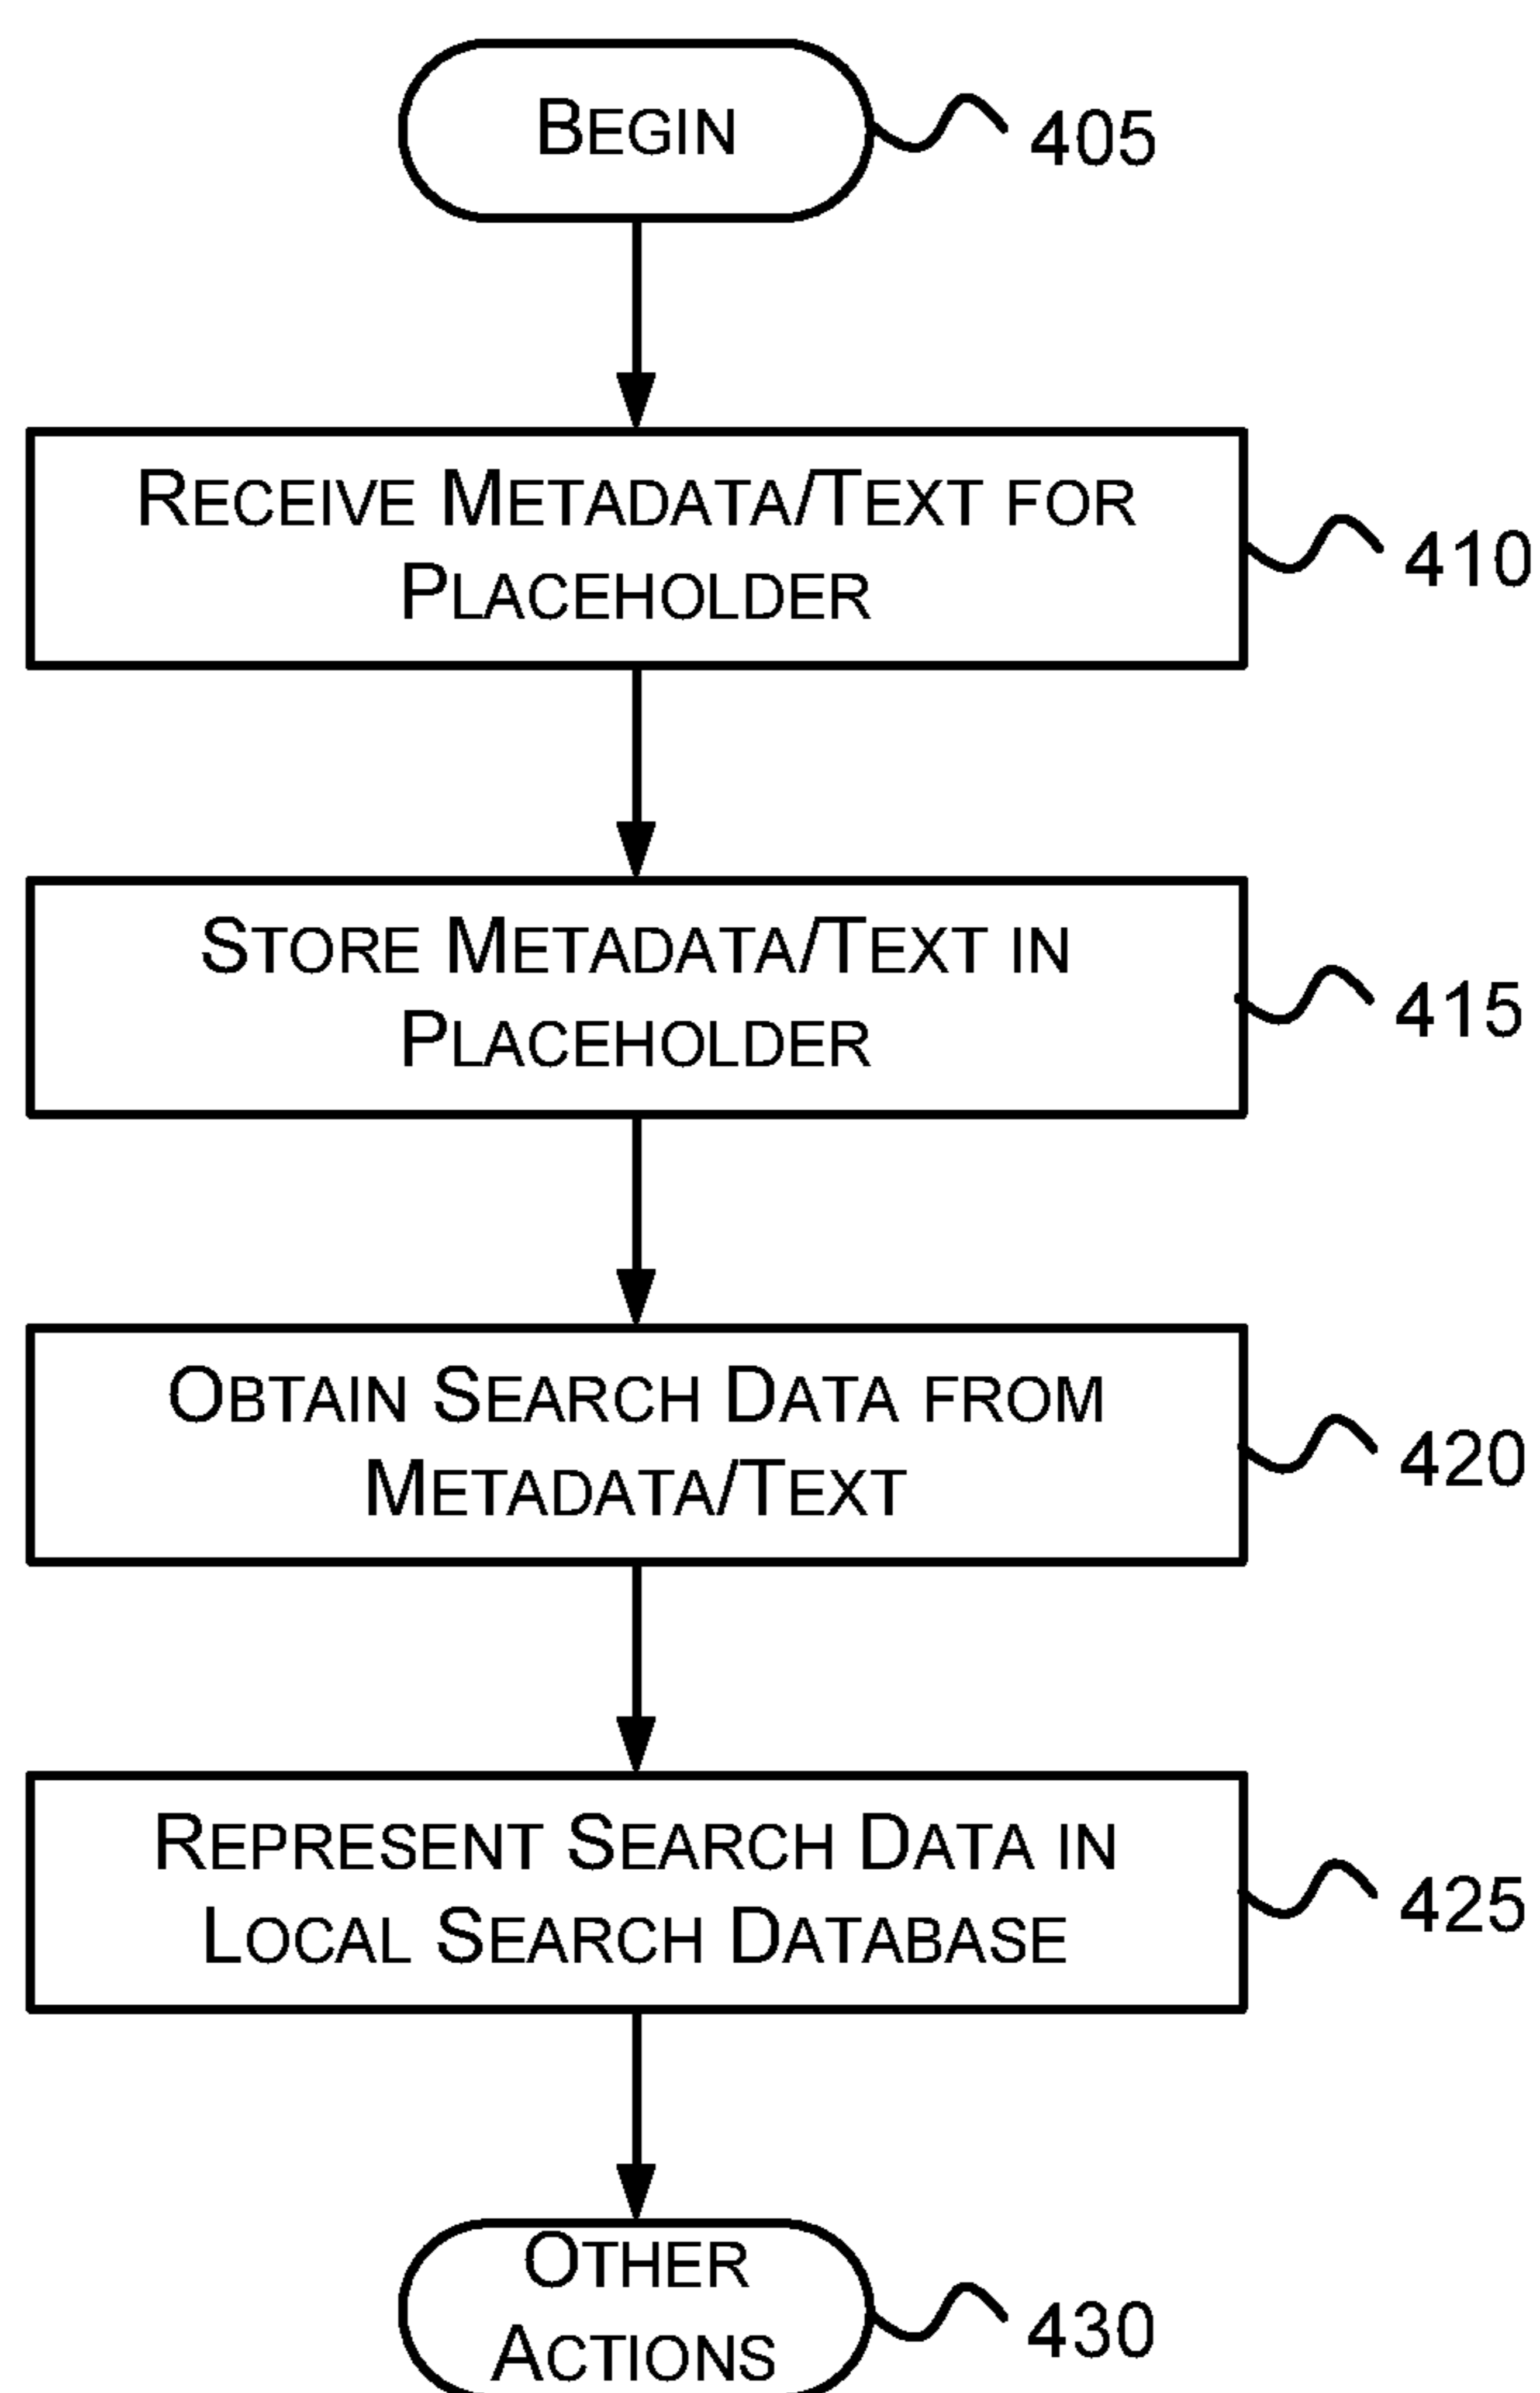 BEGIN
405
RECEIVE METADATA/TEXT FOR
PLACEHOLDER
410
STORE METADATA/TEXT IN
PLACEHOLDER
415
OBTAIN SEARCH DATA FROM
METADATA/TEXT
420
REPRESENT SEARCH DATA IN
LOCAL SEARCH DATABASE
425
OTHER
ACTIONS
430